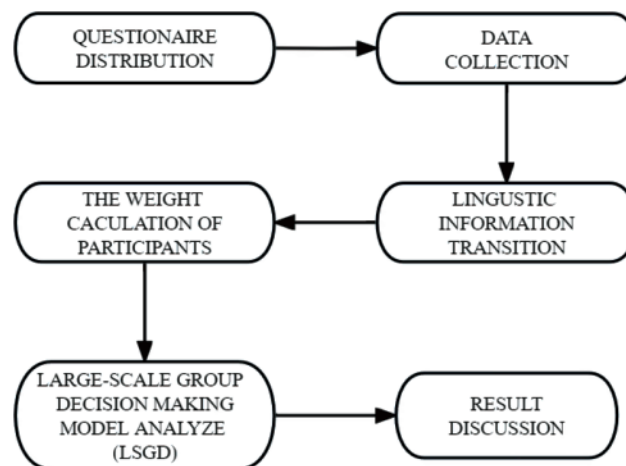 QUESTIONAIRE
DISTRIBUTION
DATA
COLLECTION
THE WEIGHT
CACULATION OF
PARTICIPANTS
LINGUSTIC
INFORMATION
TRANSITION
LARGE-SCALE GROUP
DECISION MAKING
MODEL ANALYZE
(LSGD)
RESULT
DISCUSSION